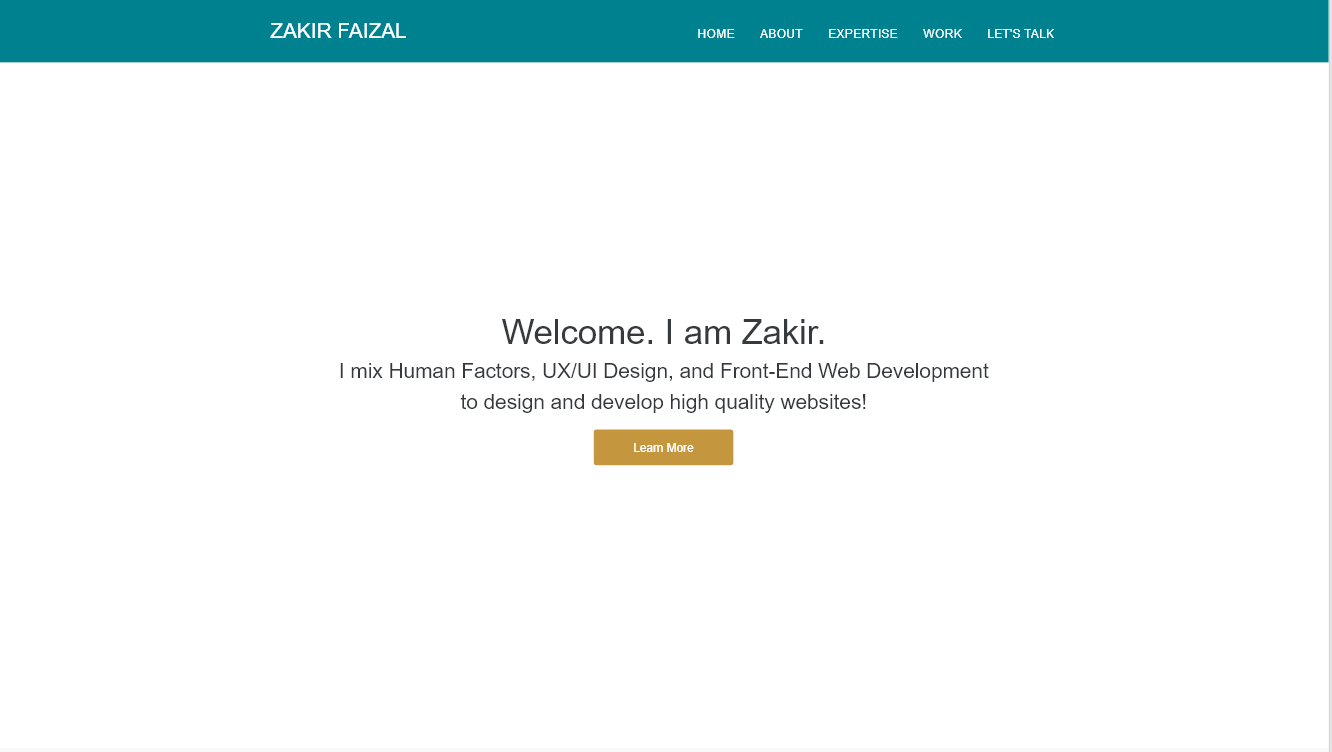 ZAKIR FAIZAL
HOME ABOUT EXPERTISE WORK LET'S TALK
Welcome. I am Zakir.
I mix Human Factors, UX/UI Design, and Front-End Web Development
to design and develop high quality websites!
Learn More